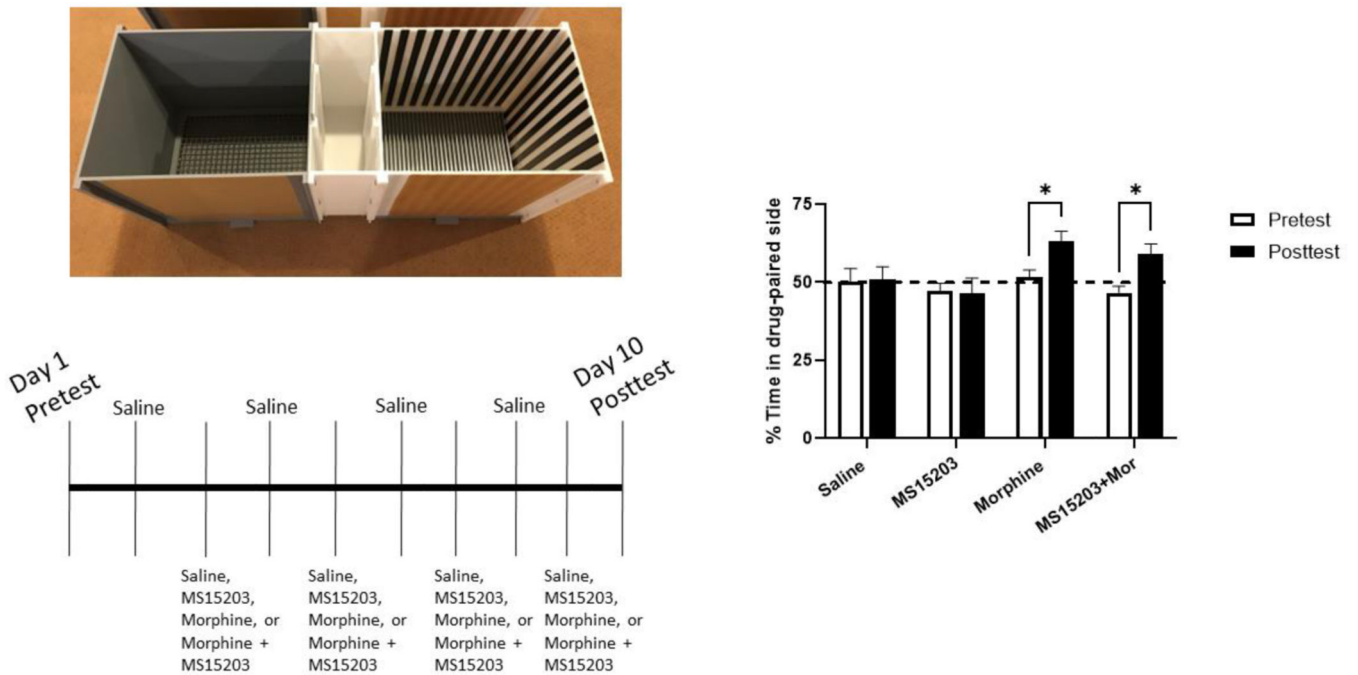 Day 1
Pretest
Saline
Saline
Saline
Saline
Day 10
Posttest
Saline,
MS15203,
Morphine, or
Morphine +
MS15203
Saline,
MS15203,
Morphine, or
Morphine +
MS15203
Saline,
MS15203,
Morphine, or
Morphine +
MS15203
Saline,
MS15203,
Morphine, or
Morphine +
MS15203
% Time in drug-paired side
75
50
25
0
*
*
Saline
MS15203
Morphine
MS15203+Mor
Pretest
Posttest